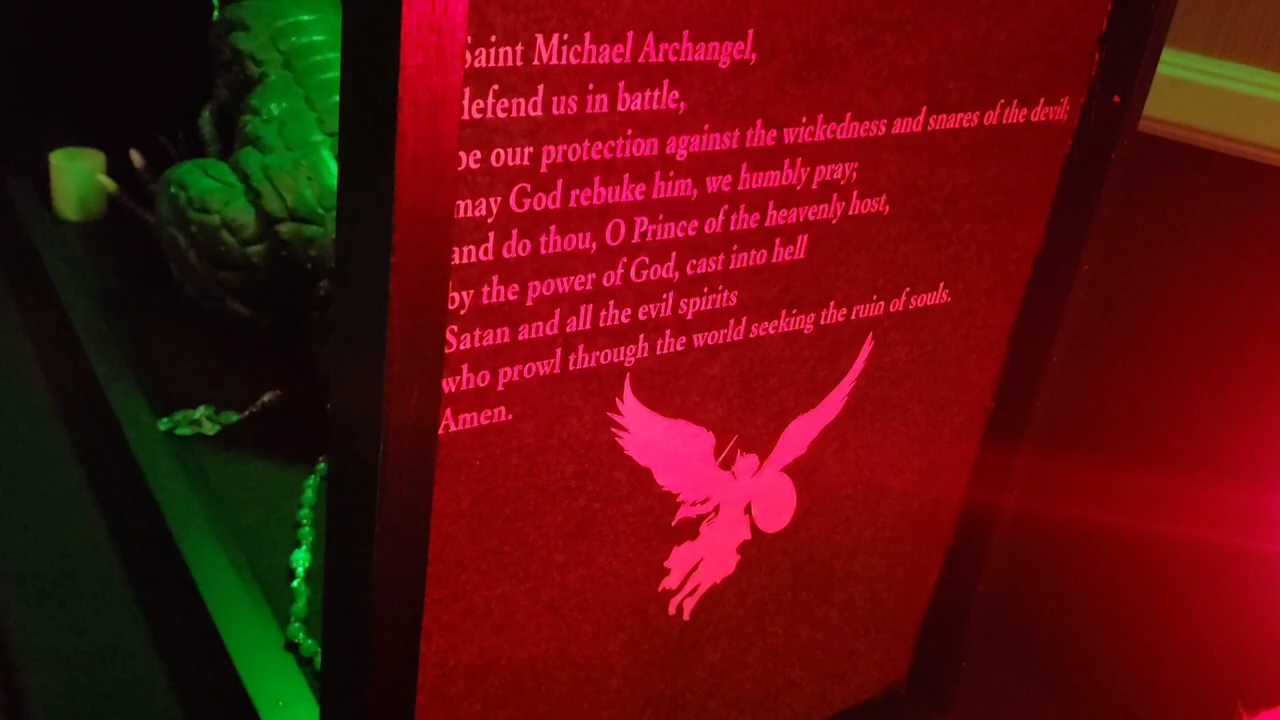 Saint Michael Archangel,
defend us in battle,
be our protection against the wickedness and snares of the devil;
may God rebuke him, we humbly pray;
and do thou, O Prince of the heavenly host,
by the power of God, cast into hell
Satan and all the evil spirits
who prowl through the world seeking the ruin of souls.
Amen.